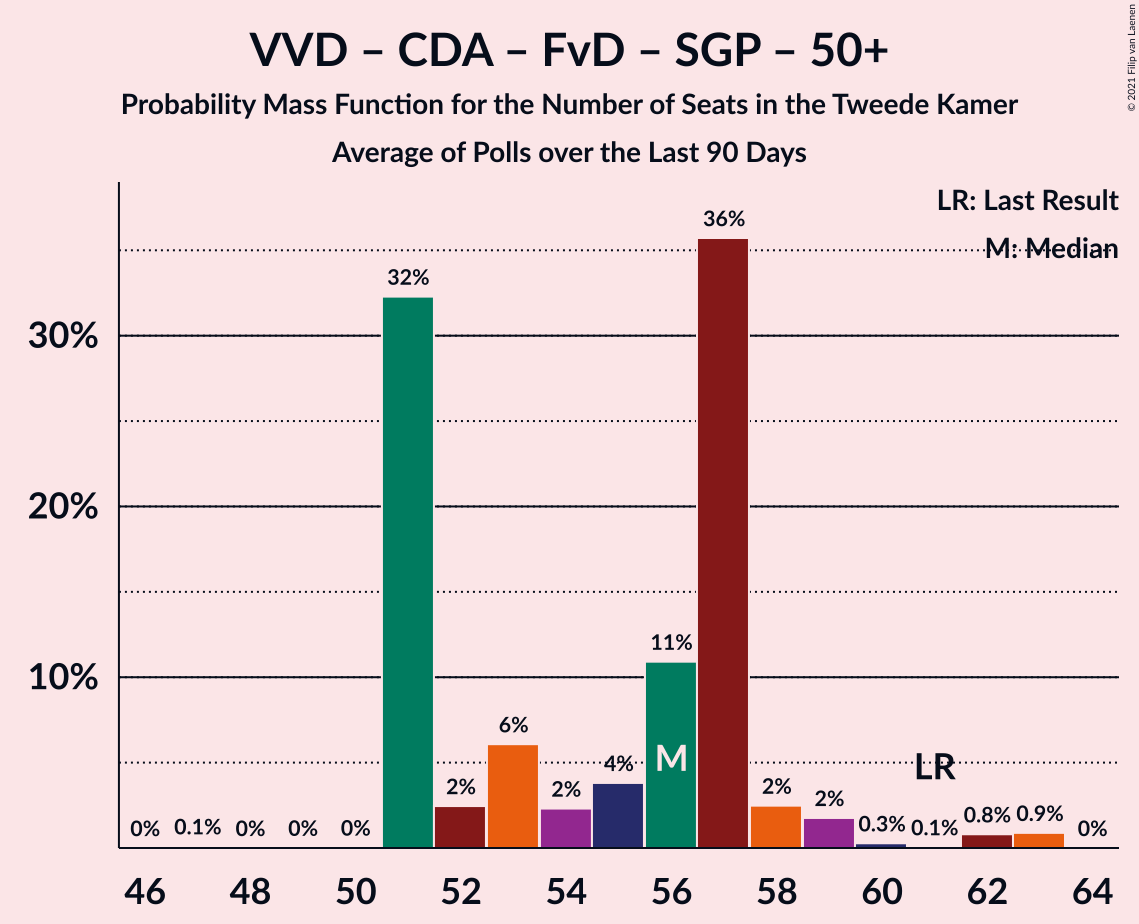 VVD – CDA – FvD – SGP – 50+
Probability Mass Function for the Number of Seats in the Tweede Kamer
Average of Polls over the Last 90 Days
© 2021 Filip van Laenen
LR: Last Result
M: Median
30%
20%
10%
0%
0.1%
0%
0%
0%
32%
2%
6%
2%
4%
11%
M
36%
2%
2%
0.3%
0.1%
LR
0.8%
0.9%
0%
46 48 50 52 54 56 58 60 62 64